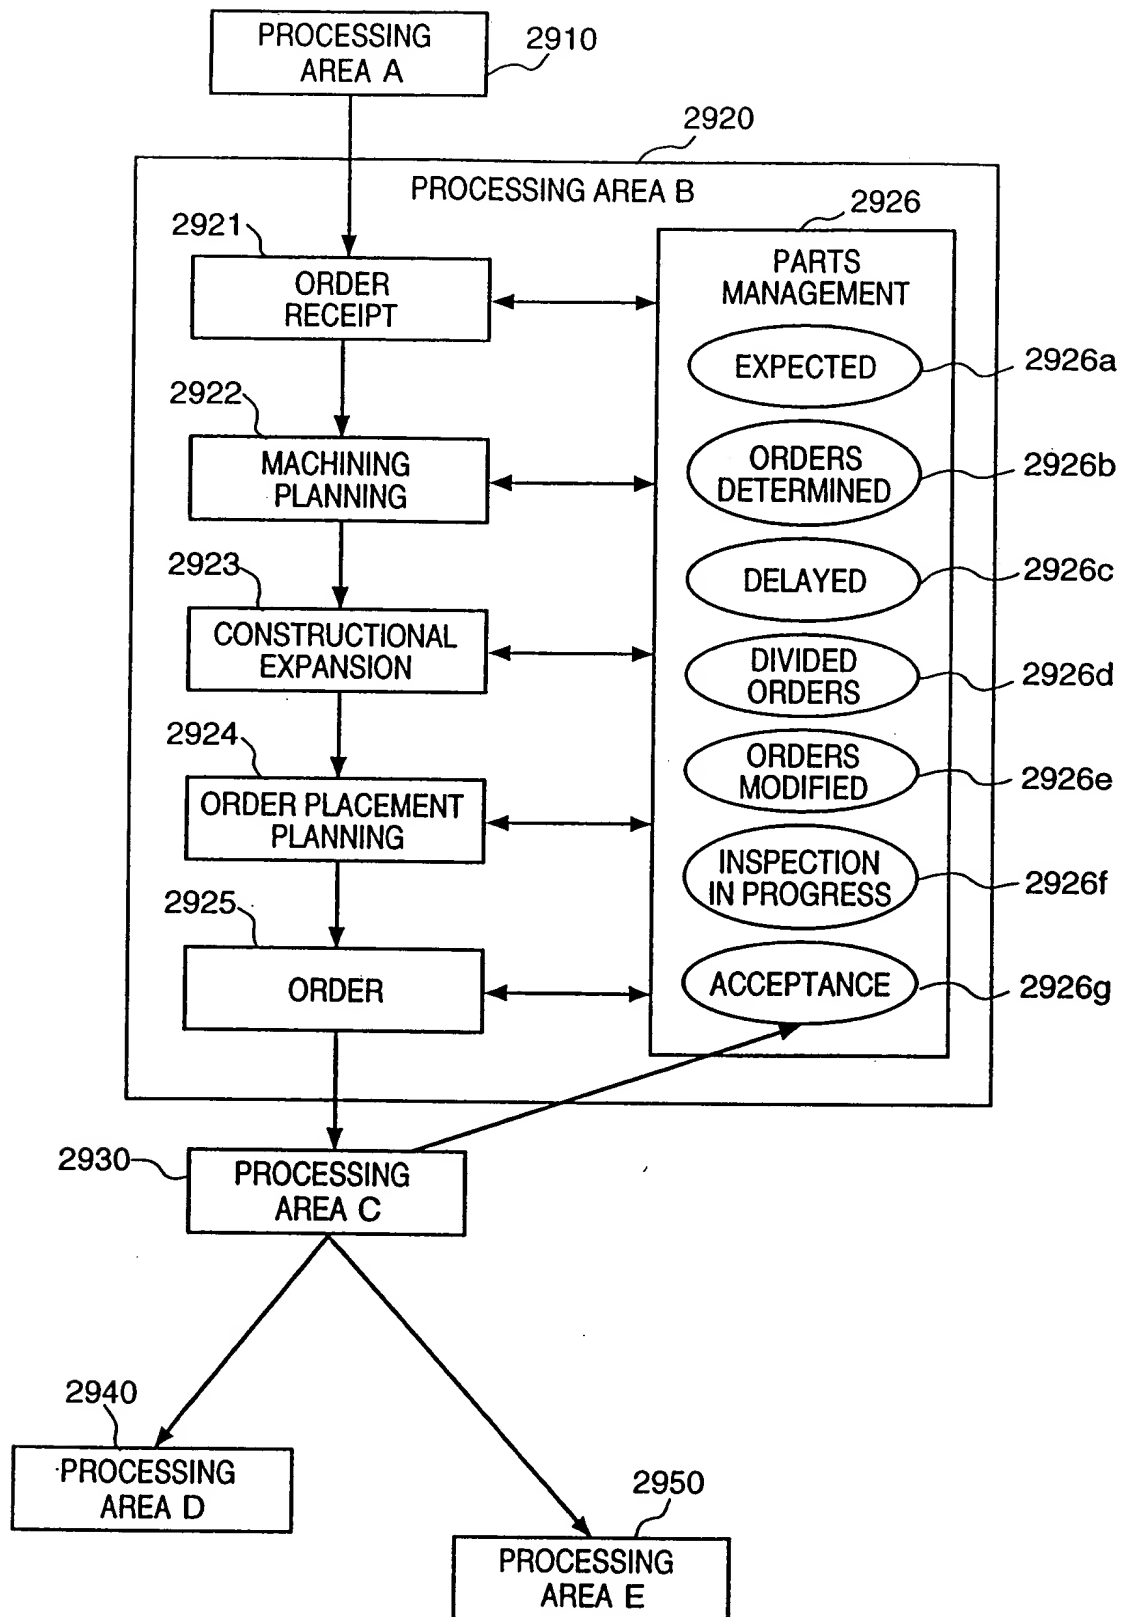 PROCESSING
AREA A
2910
2920
PROCESSING AREA B
2921
ORDER
RECEIPT
2922
MACHINING
PLANNING
2923
CONSTRUCTIONAL
EXPANSION
2924
ORDER PLACEMENT
PLANNING
2925
ORDER
2926
PARTS
MANAGEMENT
EXPECTED
2926a
ORDERS
DETERMINED
2926b
DELAYED
2926c
DIVIDED
ORDERS
2926d
ORDERS
MODIFIED
2926e
INSPECTION
IN PROGRESS
2926f
ACCEPTANCE
2926g
2930
PROCESSING
AREA C
2940
PROCESSING
AREA D
2950
PROCESSING
AREA E